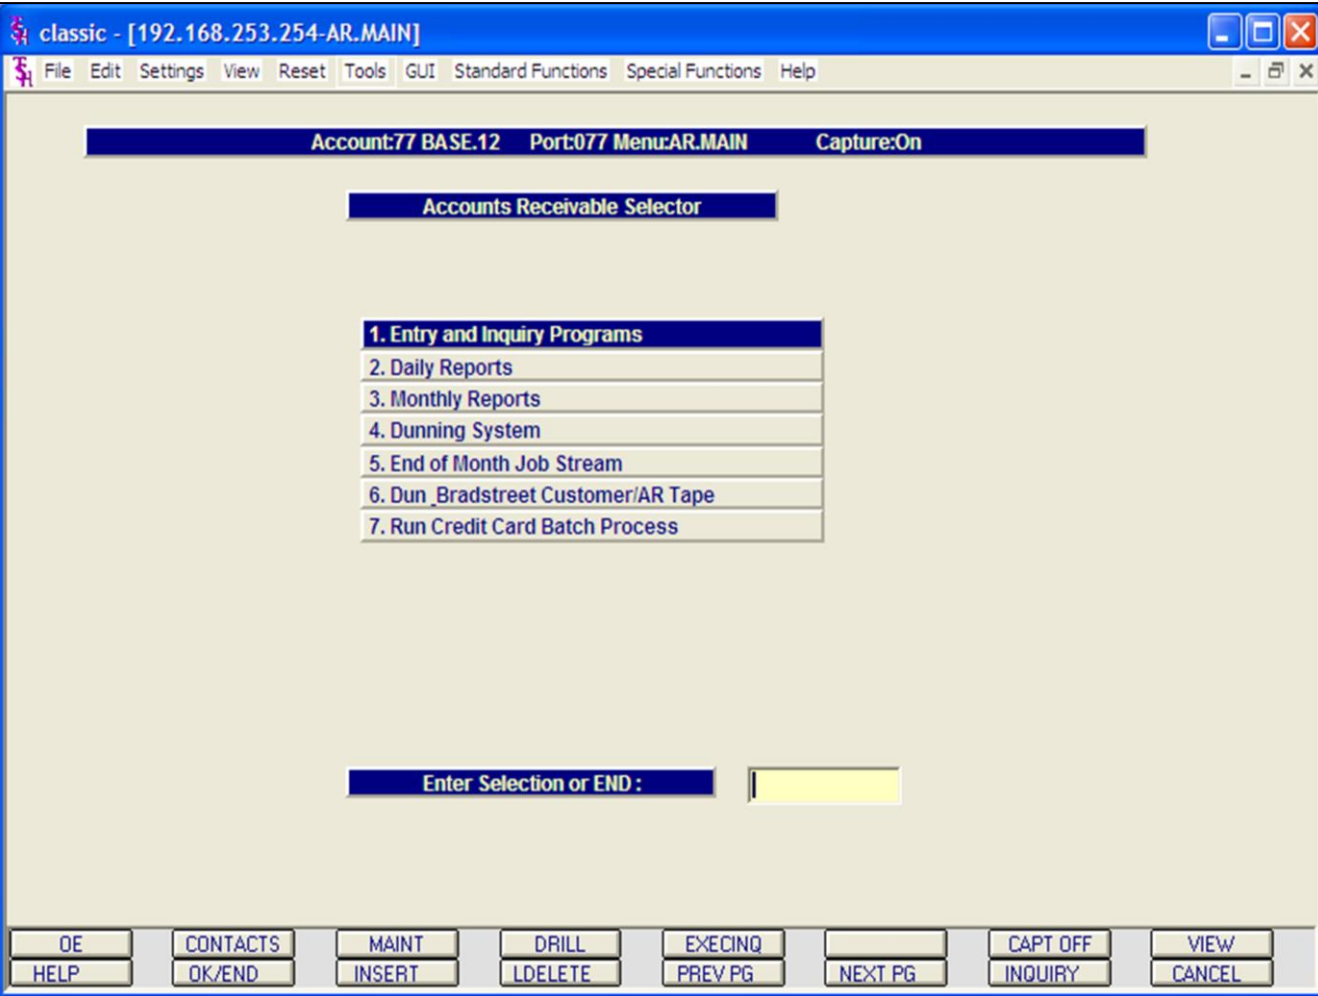 classic - [192.168.253.254-AR.MAIN]
File Edit Settings View Reset Tools GUI Standard Functions Special Functions Help
Account:77 BASE.12 Port:077 Menu:AR.MAIN Capture:On
Accounts Receivable Selector
1. Entry and Inquiry Programs
2. Daily Reports
3. Monthly Reports
4. Dunning System
5. End of Month Job Stream
6. Dun_Bradstreet Customer/AR Tape
7. Run Credit Card Batch Process
Enter Selection or END :
OE CONTACTS MAINT DRILL EXECINQ CAPT OFF VIEW
HELP OK/END INSERT LDELETE PREV PG NEXT PG INQUIRY CANCEL